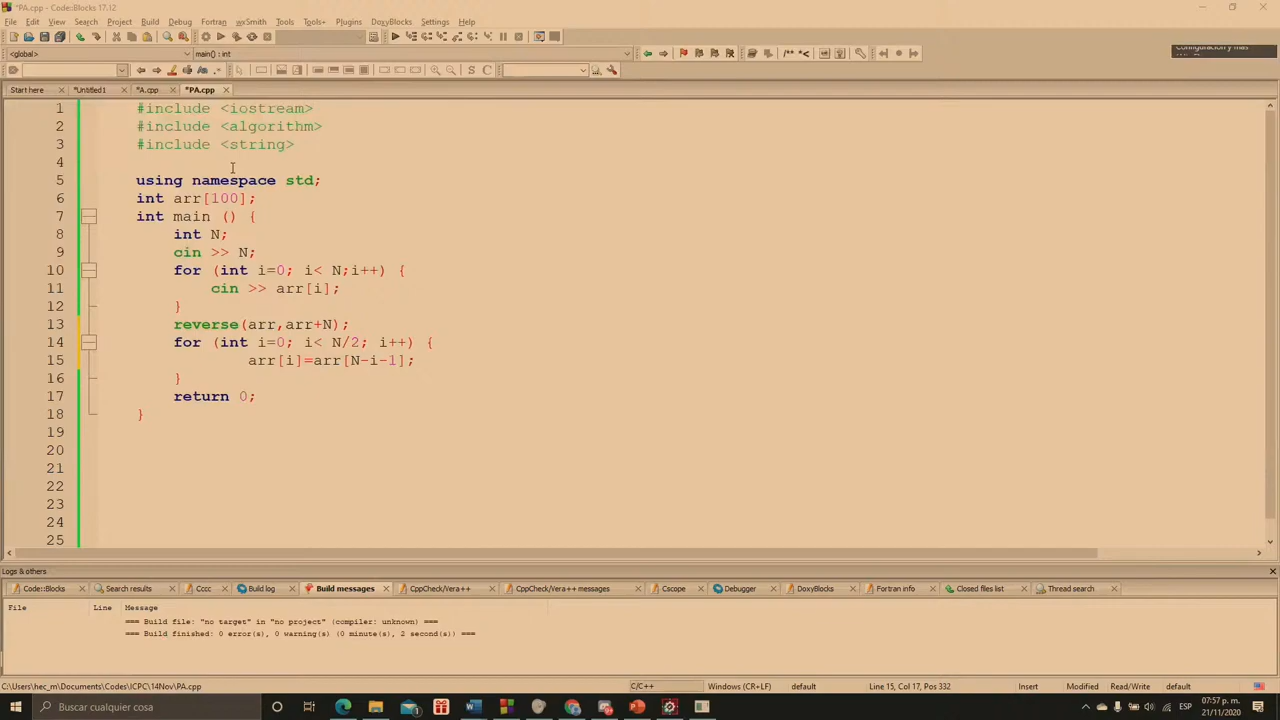 *PA.cpp - Code::Blocks 17.12
File Edit View Search Project Build Debug Fortran wxSmith Tools Tools+ Plugins DoxyBlocks Settings Help
<global> main() : int
Start here *Untitled1 *A.cpp *PA.cpp
1 #include <iostream>
2 #include <algorithm>
3 #include <string>
4
5 using namespace std;
6 int arr[100];
7 int main () {
8 int N;
9 cin >> N;
10 for (int i=0; i< N;i++) {
11 cin >> arr[i];
12 }
13 reverse(arr,arr+N);
14 for (int i=0; i< N/2; i++) {
15 arr[i]=arr[N-i-1];
16 }
17 return 0;
18 }
19
20
21
22
23
24
25
Logs & others
Code::Blocks Search results Cccc Build log Build messages CppCheck/Vera++ CppCheck/Vera++ messages Cscope Debugger DoxyBlocks Fortran info Closed files list Thread search
File Line Message
=== Build file: "no target" in "no project" (compiler: unknown) ===
=== Build finished: 0 error(s), 0 warning(s) (0 minute(s), 2 second(s)) ===
C:\Users\hec_m\Documents\Codes\ICPC\14Nov\PA.cpp C/C++ Windows (CR+LF) default Line 15, Col 17, Pos 332 Insert Modified Read/Write default
Buscar cualquier cosa ESP 07:57 p. m.
21/11/2020